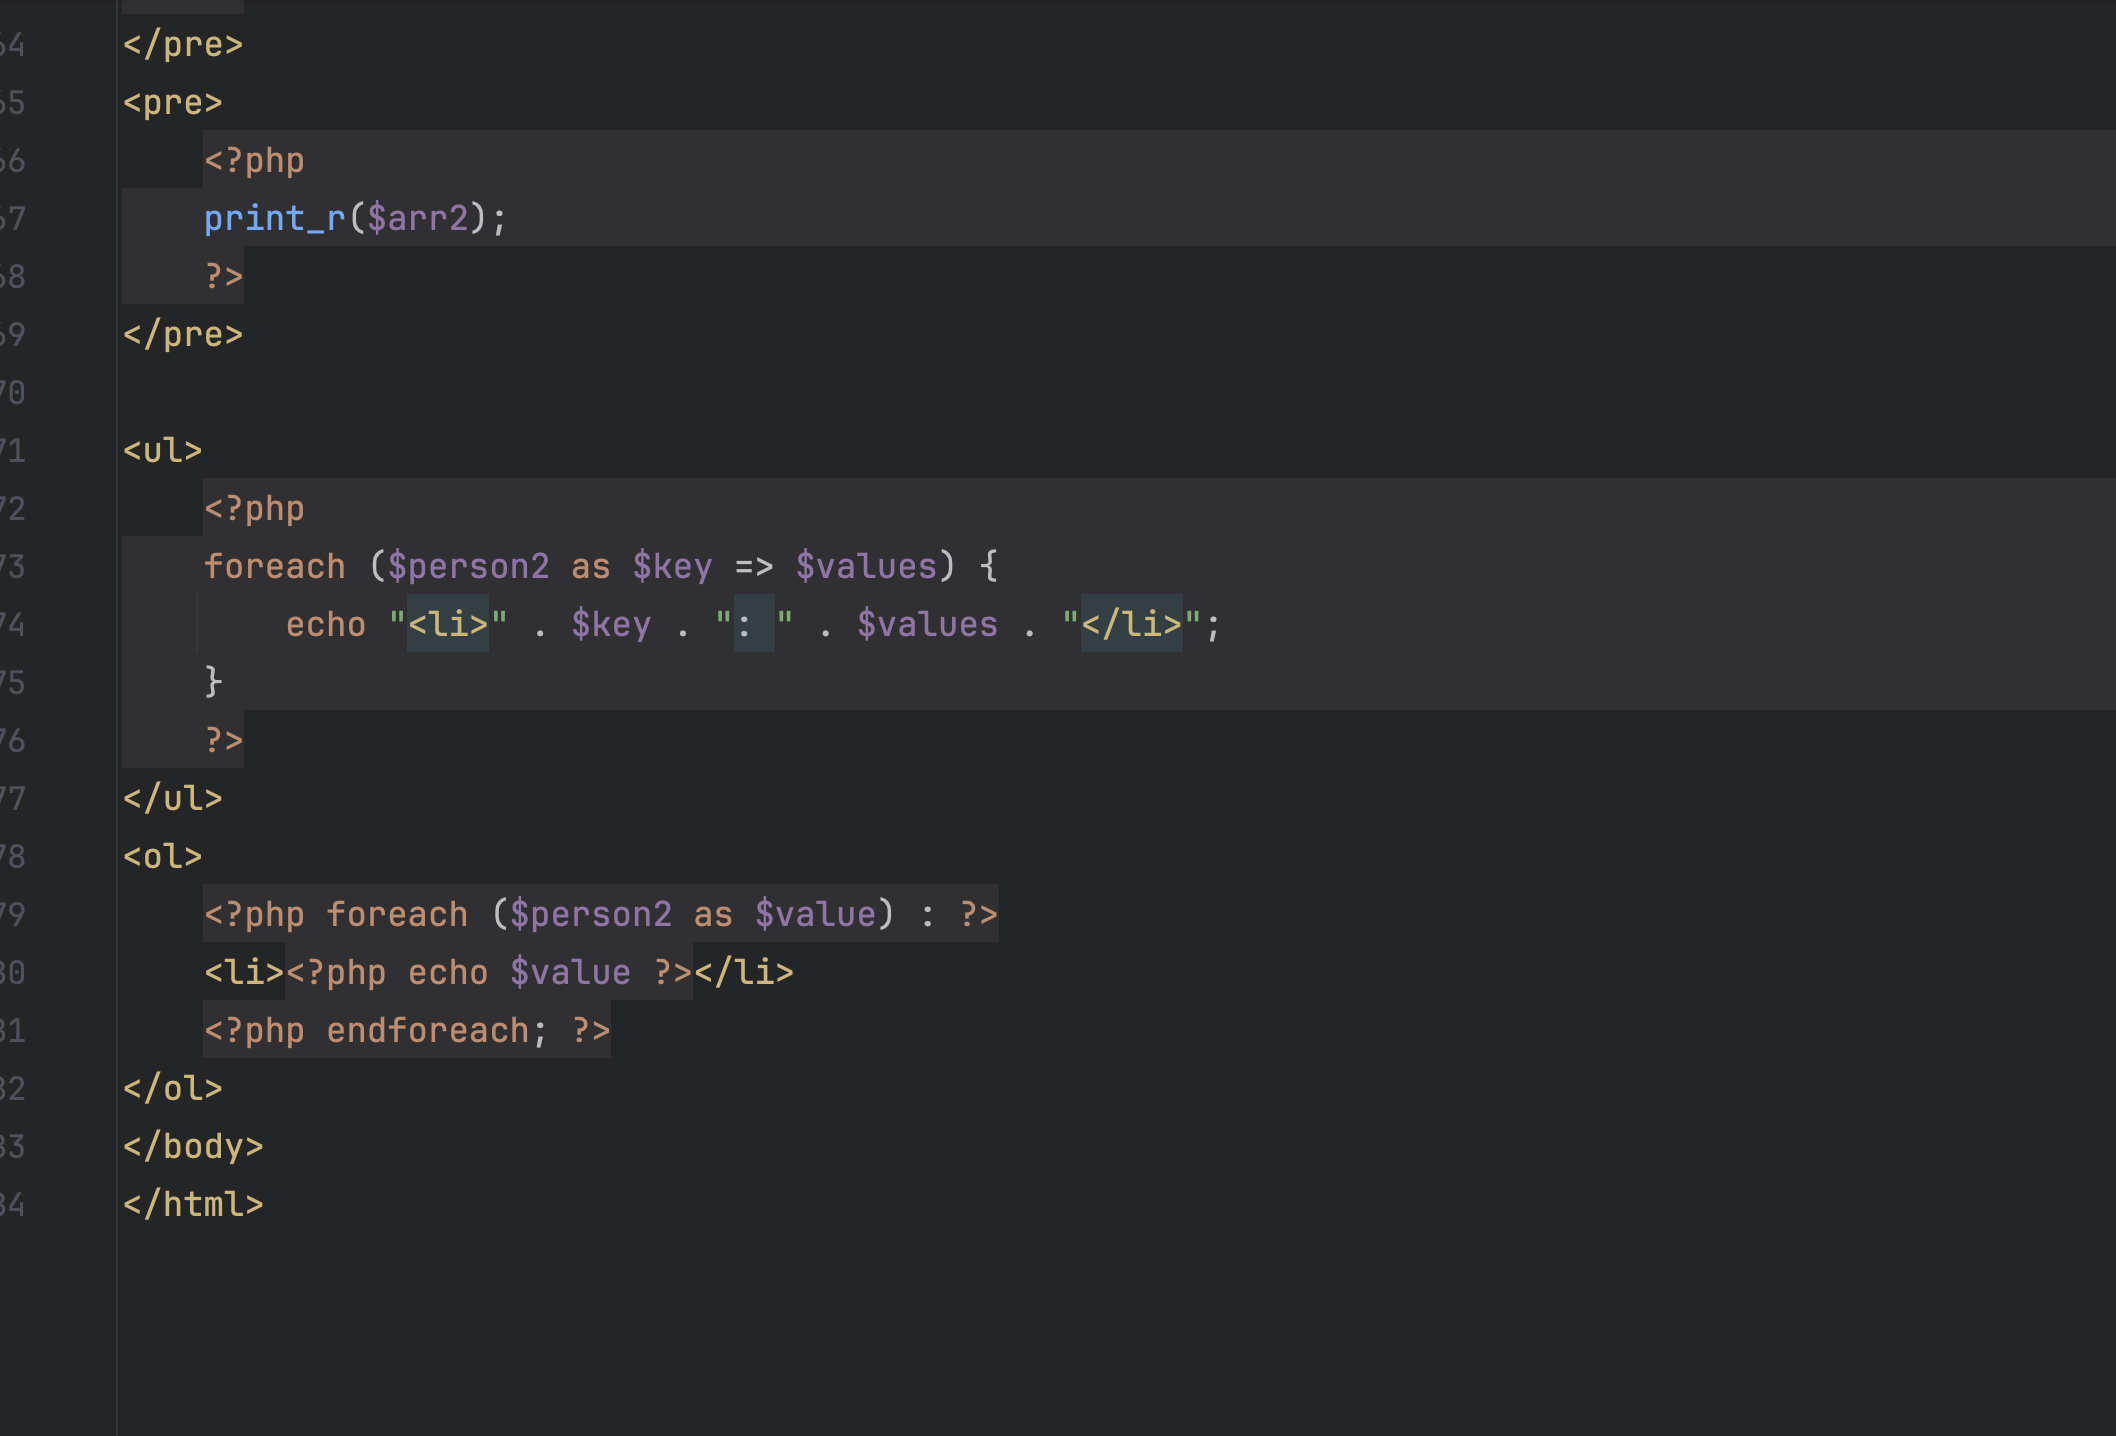 64 </pre>
65 <pre>
66 <?php
67 print_r($arr2);
68 ?>
69 </pre>
70
71 <ul>
72 <?php
73 foreach ($person2 as $key => $values) {
74 echo "<li>" . $key . ": " . $values . "</li>";
75 }
76 ?>
77 </ul>
78 <ol>
79 <?php foreach ($person2 as $value) : ?>
80 <li><?php echo $value ?></li>
81 <?php endforeach; ?>
82 </ol>
83 </body>
84 </html>